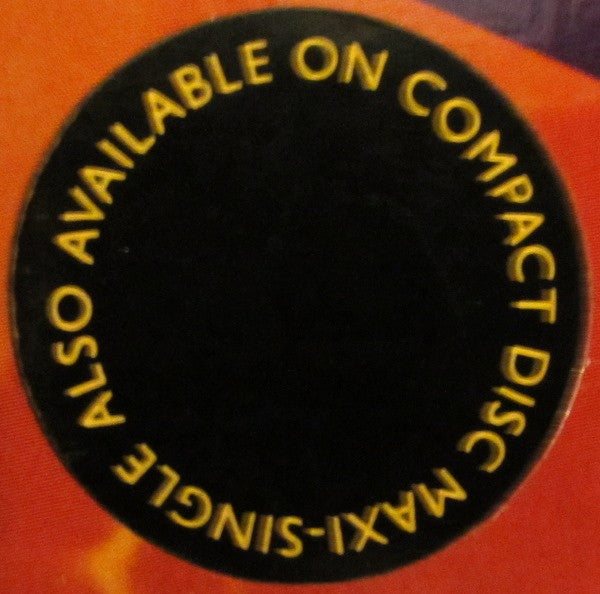 ALSO AVAILABLE ON COMPACT DISC MAXI-SINGLE